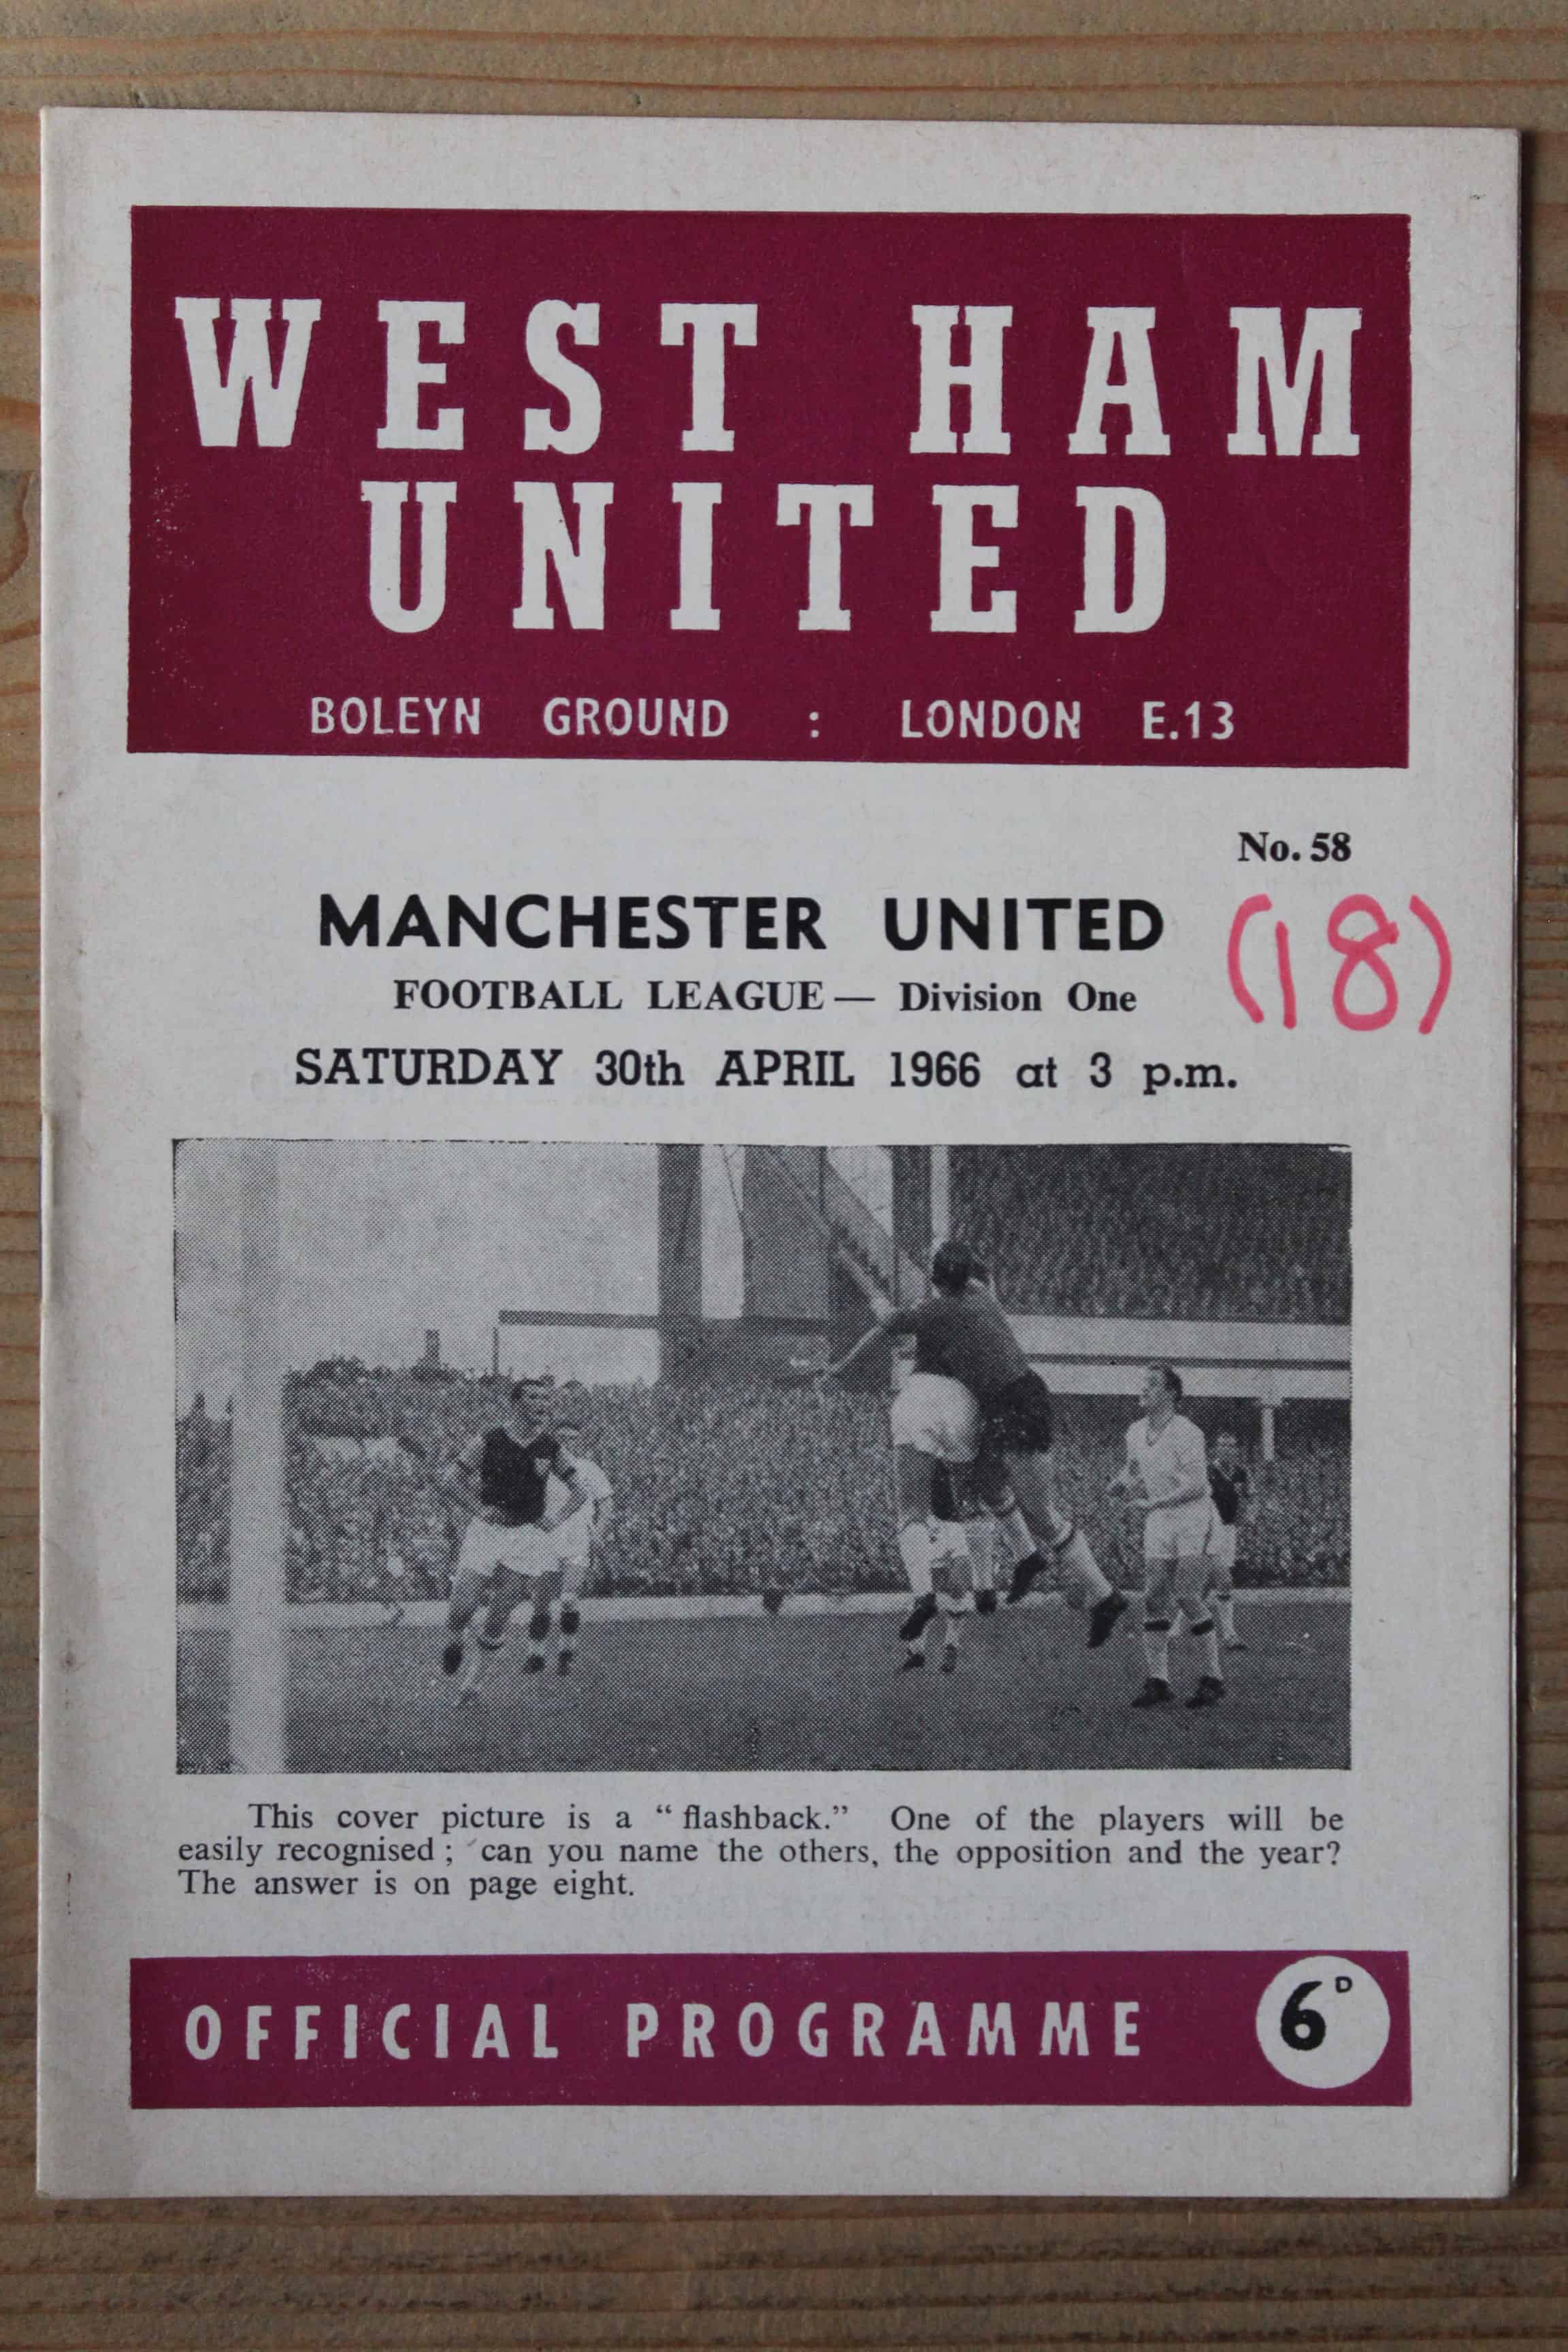 WEST HAM
UNITED
BOLEYN GROUND : LONDON E.13
No. 58
MANCHESTER UNITED
(18)
FOOTBALL LEAGUE — Division One
SATURDAY 30th APRIL 1966 at 3 p.m.
This cover picture is a “ flashback.” One of the players will be
easily recognised ; can you name the others, the opposition and the year?
The answer is on page eight.
OFFICIAL PROGRAMME 6D